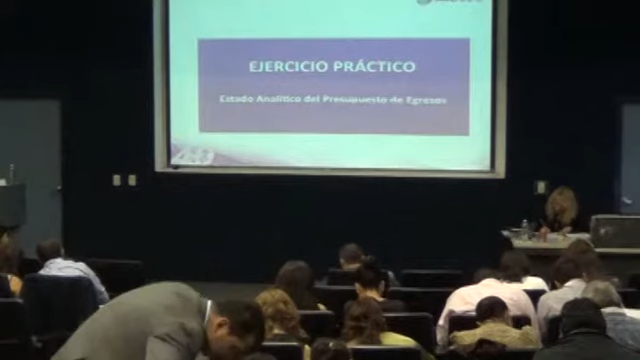 EJERCICIO PRÁCTICO
Estado Analítico del Presupuesto de Egresos